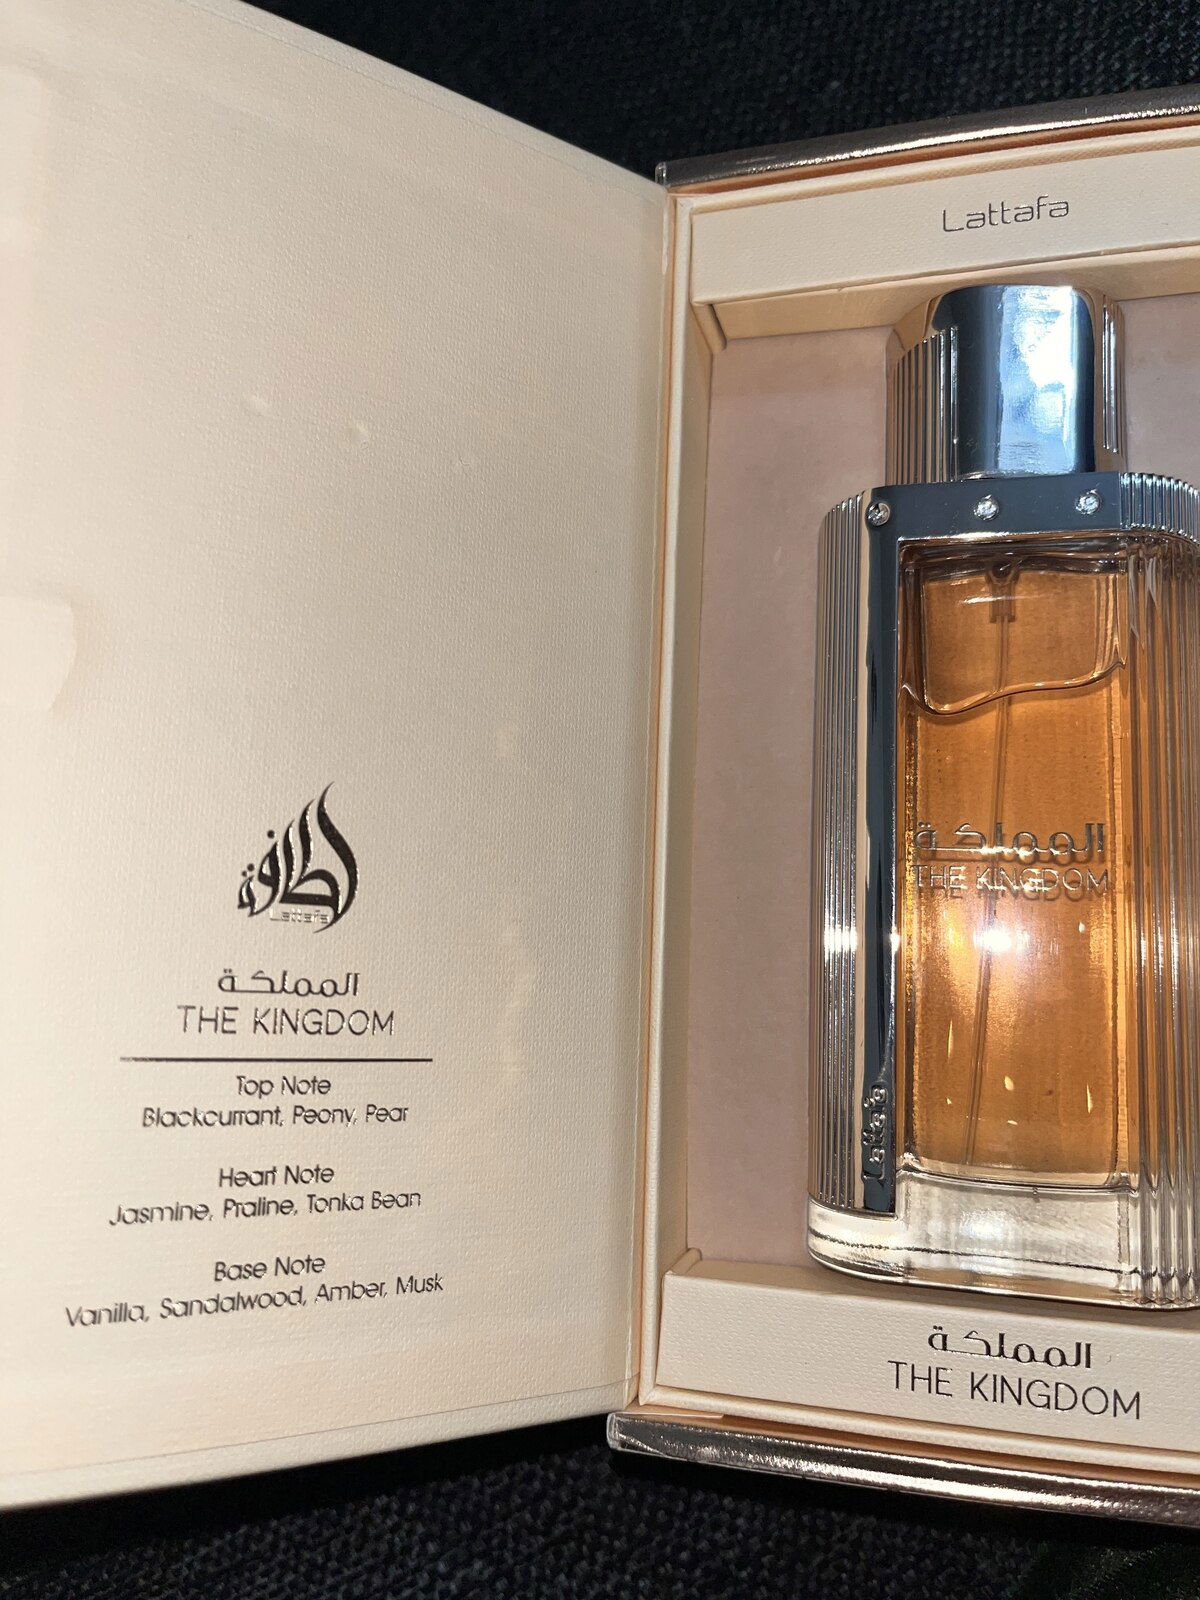 لطافة
Lattafa
المملكة
THE KINGDOM
Top Note
Blackcurrant, Peony, Pear
Heart Note
Jasmine, Praline, Tonka Bean
Base Note
Vanilla, Sandalwood, Amber, Musk
Lattafa
المملكة
THE KINGDOM
Lattafa
المملكة
THE KINGDOM